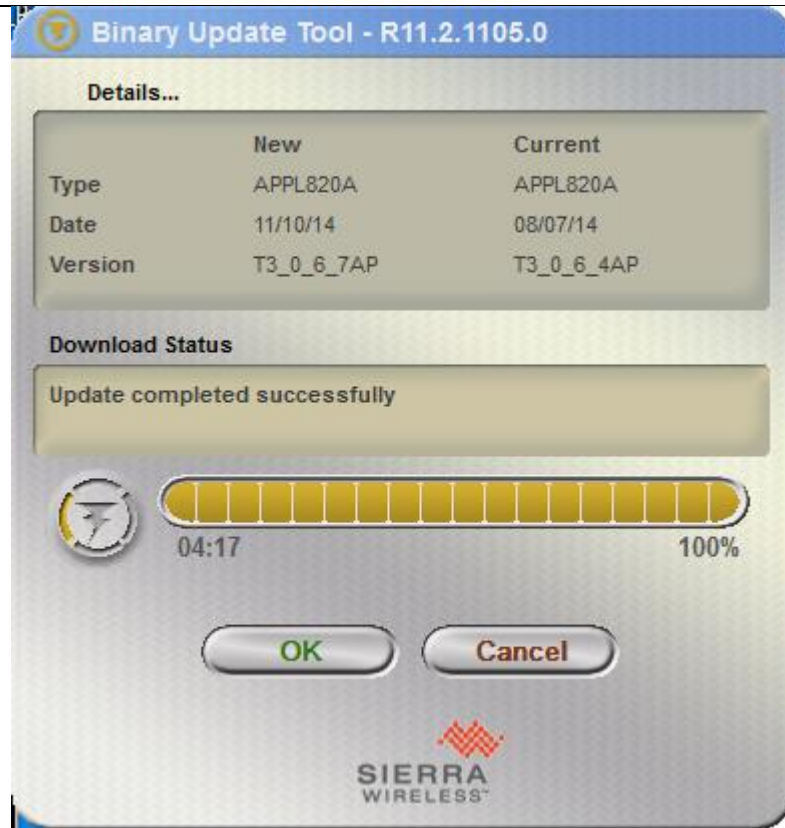 Binary Update Tool - R11.2.1105.0
Details...
New Current
Type APPL820A APPL820A
Date 11/10/14 08/07/14
Version T3_0_6_7AP T3_0_6_4AP
Download Status
Update completed successfully
04:17 100%
OK Cancel
SIERRA
WIRELESS™